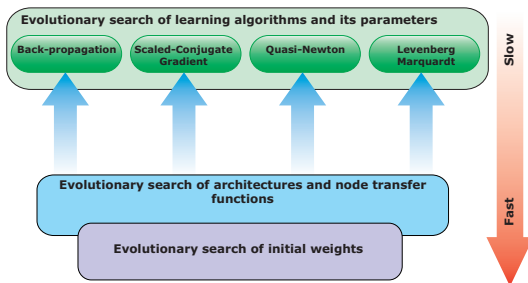 Evolutionary search of learning algorithms and its parameters
Back-propagation
Scaled-Conjugate
Gradient
Quasi-Newton
Levenberg
Marquardt
Slow
Evolutionary search of architectures and node transfer
functions
Evolutionary search of initial weights
Fast